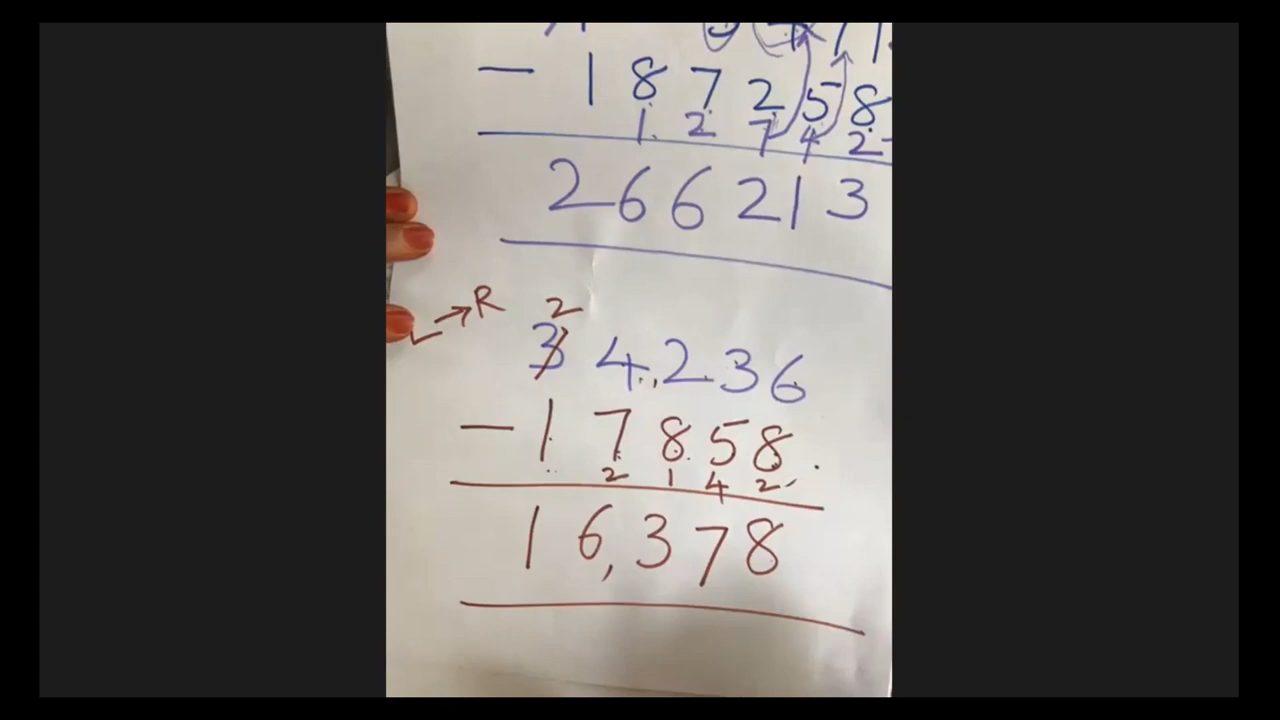 - 1 8 7 2 5 8
1 2 7 4 2
2 6 6 2 1 3
L → R
2
3 4,2 3 6
- 1 7 8 5 8
2 1 4 2
1 6,3 7 8